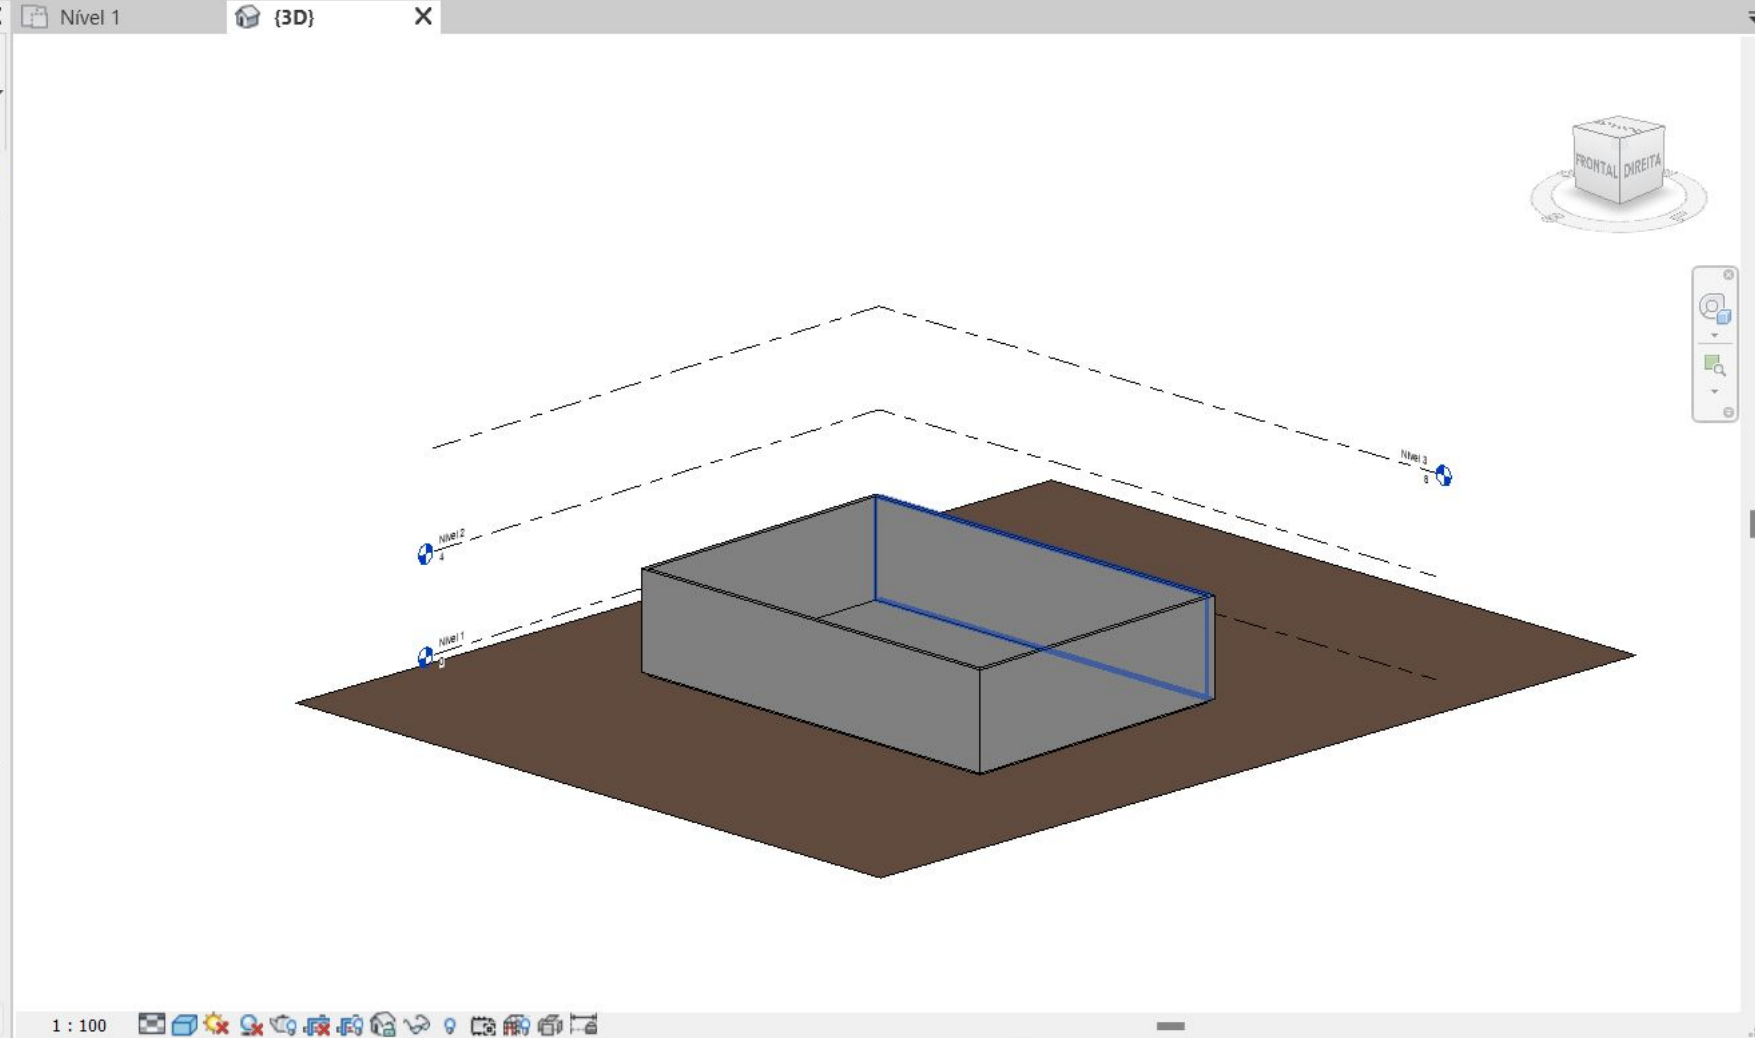 Nível 1
{3D}
FRONTAL
DIREITA
Nível 3
8
Nível 2
4
Nível 1
0
1 : 100